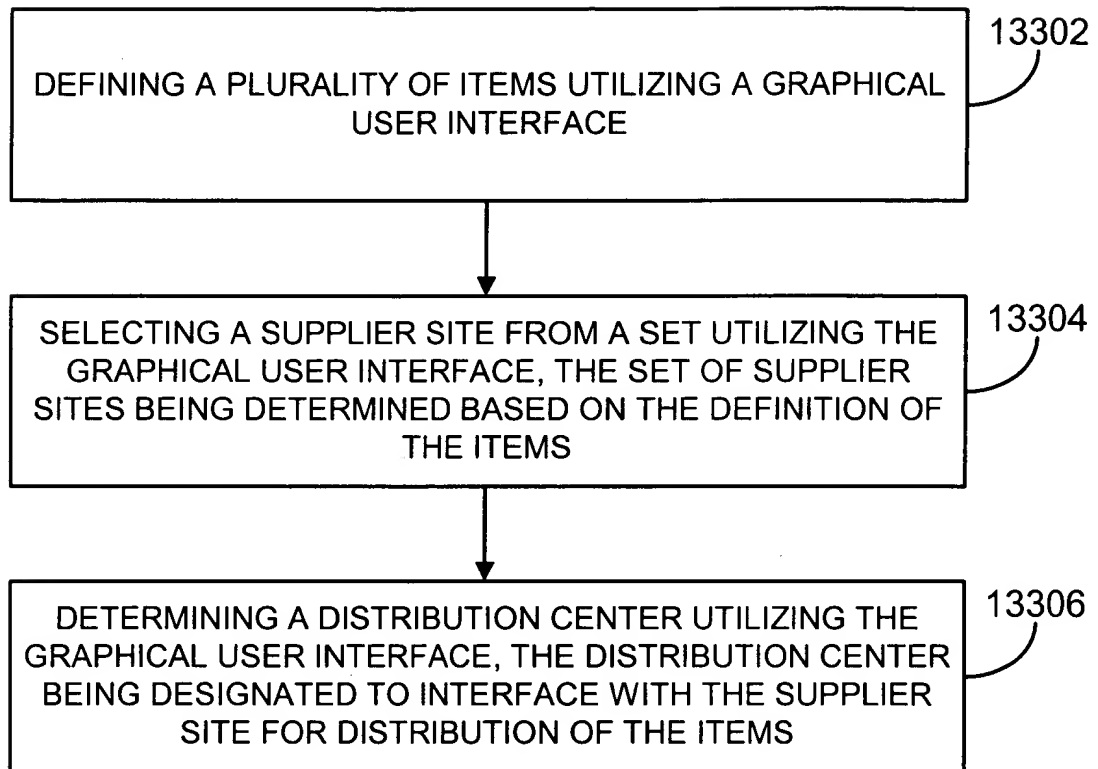 13302
DEFINING A PLURALITY OF ITEMS UTILIZING A GRAPHICAL
USER INTERFACE
13304
SELECTING A SUPPLIER SITE FROM A SET UTILIZING THE
GRAPHICAL USER INTERFACE, THE SET OF SUPPLIER
SITES BEING DETERMINED BASED ON THE DEFINITION OF
THE ITEMS
13306
DETERMINING A DISTRIBUTION CENTER UTILIZING THE
GRAPHICAL USER INTERFACE, THE DISTRIBUTION CENTER
BEING DESIGNATED TO INTERFACE WITH THE SUPPLIER
SITE FOR DISTRIBUTION OF THE ITEMS